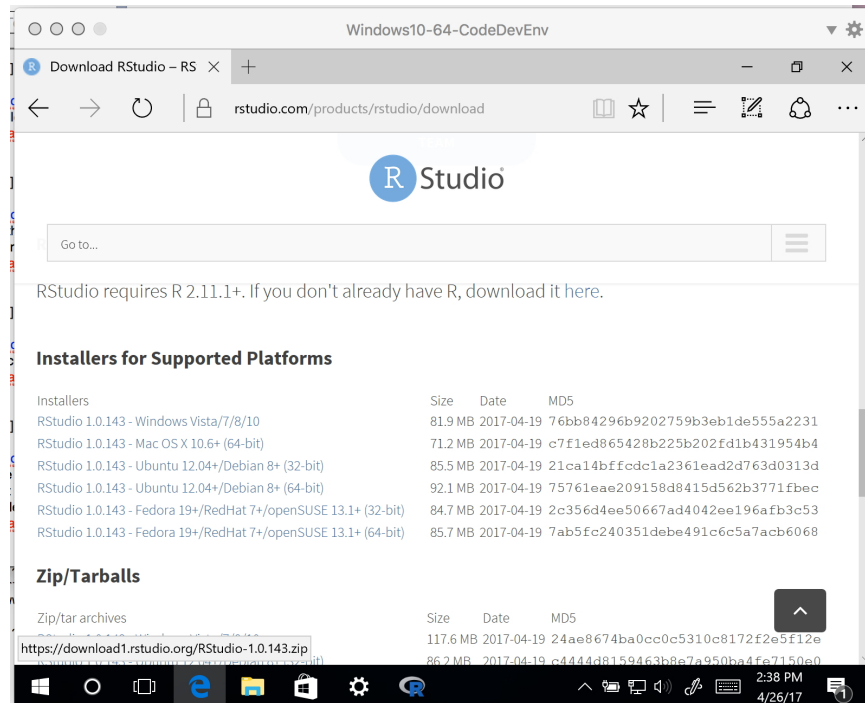 Windows10-64-CodeDevEnv
R Download RStudio – RS
rstudio.com/products/rstudio/download
R Studio
Go to...
RStudio requires R 2.11.1+. If you don't already have R, download it here.
Installers for Supported Platforms
Installers Size Date MD5
RStudio 1.0.143 - Windows Vista/7/8/10 81.9 MB 2017-04-19 76bb84296b9202759b3eb1de555a2231
RStudio 1.0.143 - Mac OS X 10.6+ (64-bit) 71.2 MB 2017-04-19 c7f1ed865428b225b202fd1b431954b4
RStudio 1.0.143 - Ubuntu 12.04+/Debian 8+ (32-bit) 85.5 MB 2017-04-19 21ca14bffcdc1a2361ead2d763d0313d
RStudio 1.0.143 - Ubuntu 12.04+/Debian 8+ (64-bit) 92.1 MB 2017-04-19 75761eae209158d8415d562b3771fbec
RStudio 1.0.143 - Fedora 19+/RedHat 7+/openSUSE 13.1+ (32-bit) 84.7 MB 2017-04-19 2c356d4ee50667ad4042ee196afb3c53
RStudio 1.0.143 - Fedora 19+/RedHat 7+/openSUSE 13.1+ (64-bit) 85.7 MB 2017-04-19 7ab5fc240351debe491c6c5a7acb6068
Zip/Tarballs
Zip/tar archives Size Date MD5
117.6 MB 2017-04-19 24ae8674ba0cc0c5310c8172f2e5f12e
https://download1.rstudio.org/RStudio-1.0.143.zip
86.2 MB 2017-04-19 c4444d8159463b8e7a950ba4fe7150e0
2:38 PM
4/26/17
1